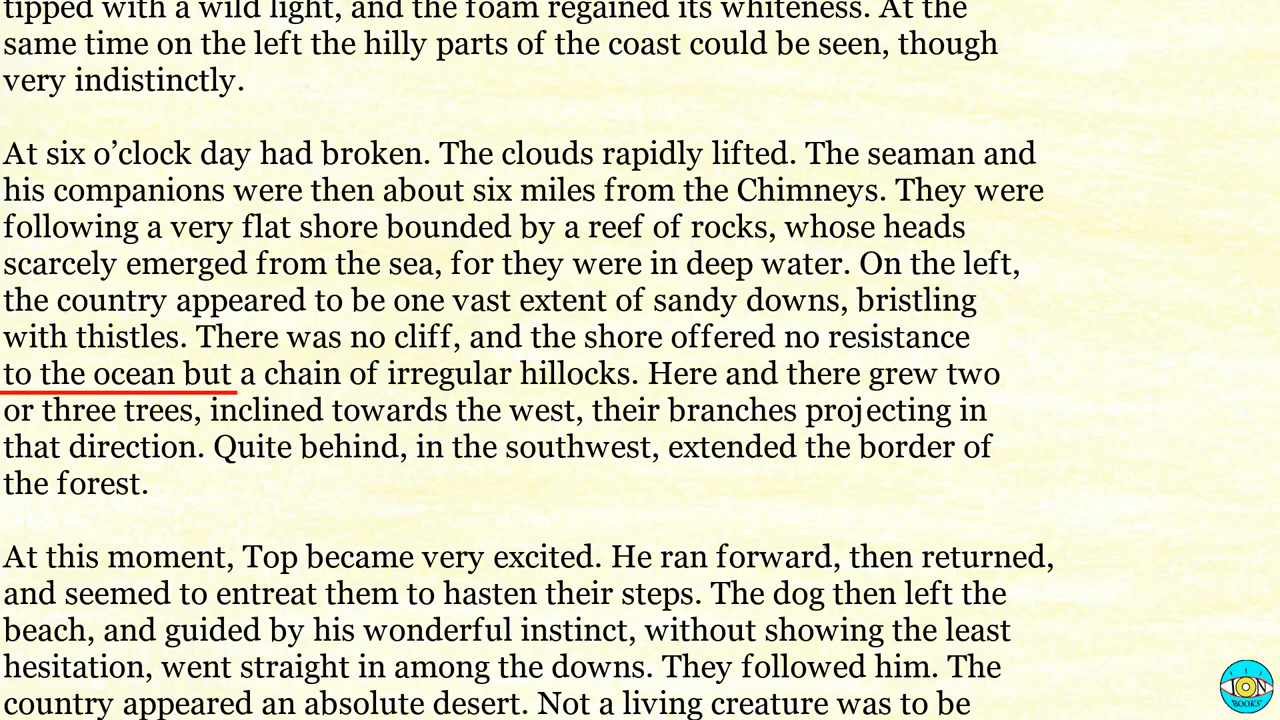 tipped with a wild light, and the foam regained its whiteness. At the
same time on the left the hilly parts of the coast could be seen, though
very indistinctly.
At six o’clock day had broken. The clouds rapidly lifted. The seaman and
his companions were then about six miles from the Chimneys. They were
following a very flat shore bounded by a reef of rocks, whose heads
scarcely emerged from the sea, for they were in deep water. On the left,
the country appeared to be one vast extent of sandy downs, bristling
with thistles. There was no cliff, and the shore offered no resistance
to the ocean but a chain of irregular hillocks. Here and there grew two
or three trees, inclined towards the west, their branches projecting in
that direction. Quite behind, in the southwest, extended the border of
the forest.
At this moment, Top became very excited. He ran forward, then returned,
and seemed to entreat them to hasten their steps. The dog then left the
beach, and guided by his wonderful instinct, without showing the least
hesitation, went straight in among the downs. They followed him. The
country appeared an absolute desert. Not a living creature was to be
ION
BOOKS